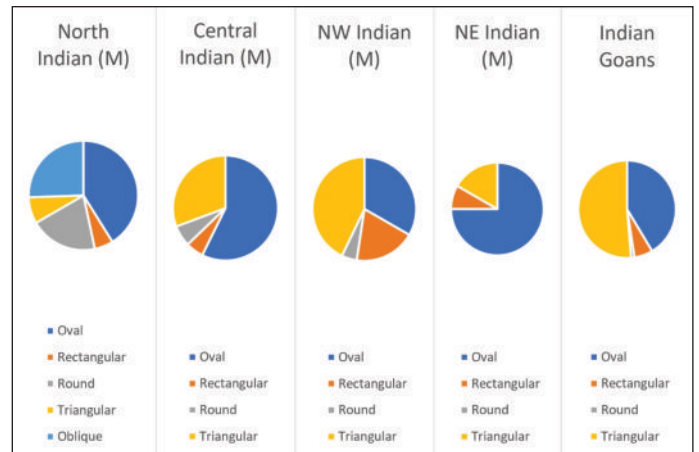 North
Indian (M)
Oval
Rectangular
Round
Triangular
Oblique
Central
Indian (M)
Oval
Rectangular
Round
Triangular
NW Indian
(M)
Oval
Rectangular
Round
Triangular
NE Indian
(M)
Oval
Rectangular
Round
Triangular
Indian
Goans
Oval
Rectangular
Round
Triangular